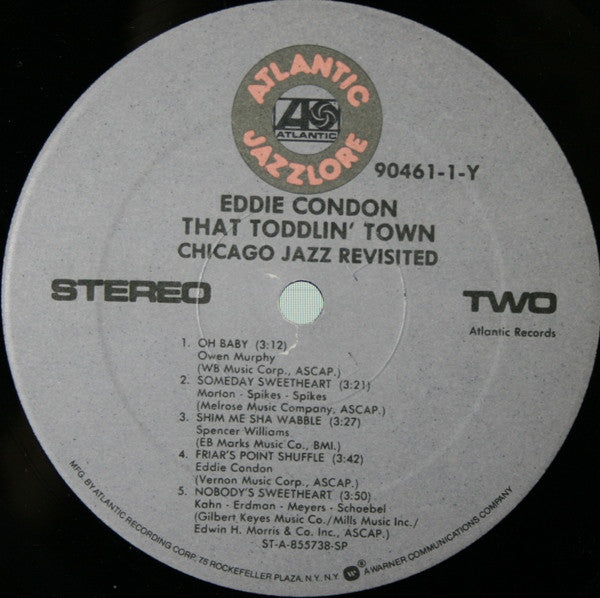 ATLANTIC
ATLANTIC
JAZZLORE
90461-1-Y
EDDIE CONDON
THAT TODDLIN' TOWN
CHICAGO JAZZ REVISITED
STEREO
TWO
Atlantic Records
1. OH BABY (3:12)
Owen Murphy
(WB Music Corp., ASCAP.)
2. SOMEDAY SWEETHEART (3:21)
Morton - Spikes - Spikes
(Melrose Music Company, ASCAP.)
3. SHIM ME SHA WABBLE (3:27)
Spencer Williams
(EB Marks Music Co., BMI.)
4. FRIAR'S POINT SHUFFLE (3:42)
Eddie Condon
(Vernon Music Corp., ASCAP.)
5. NOBODY'S SWEETHEART (3:50)
Kahn - Erdman - Meyers - Schoebel
(Gilbert Keyes Music Co./Mills Music Inc./
Edwin H. Morris & Co. Inc., ASCAP.)
ST-A-855738-SP
MFG. BY ATLANTIC RECORDING CORP. 75 ROCKEFELLER PLAZA, N.Y. N.Y. A WARNER COMMUNICATIONS COMPANY